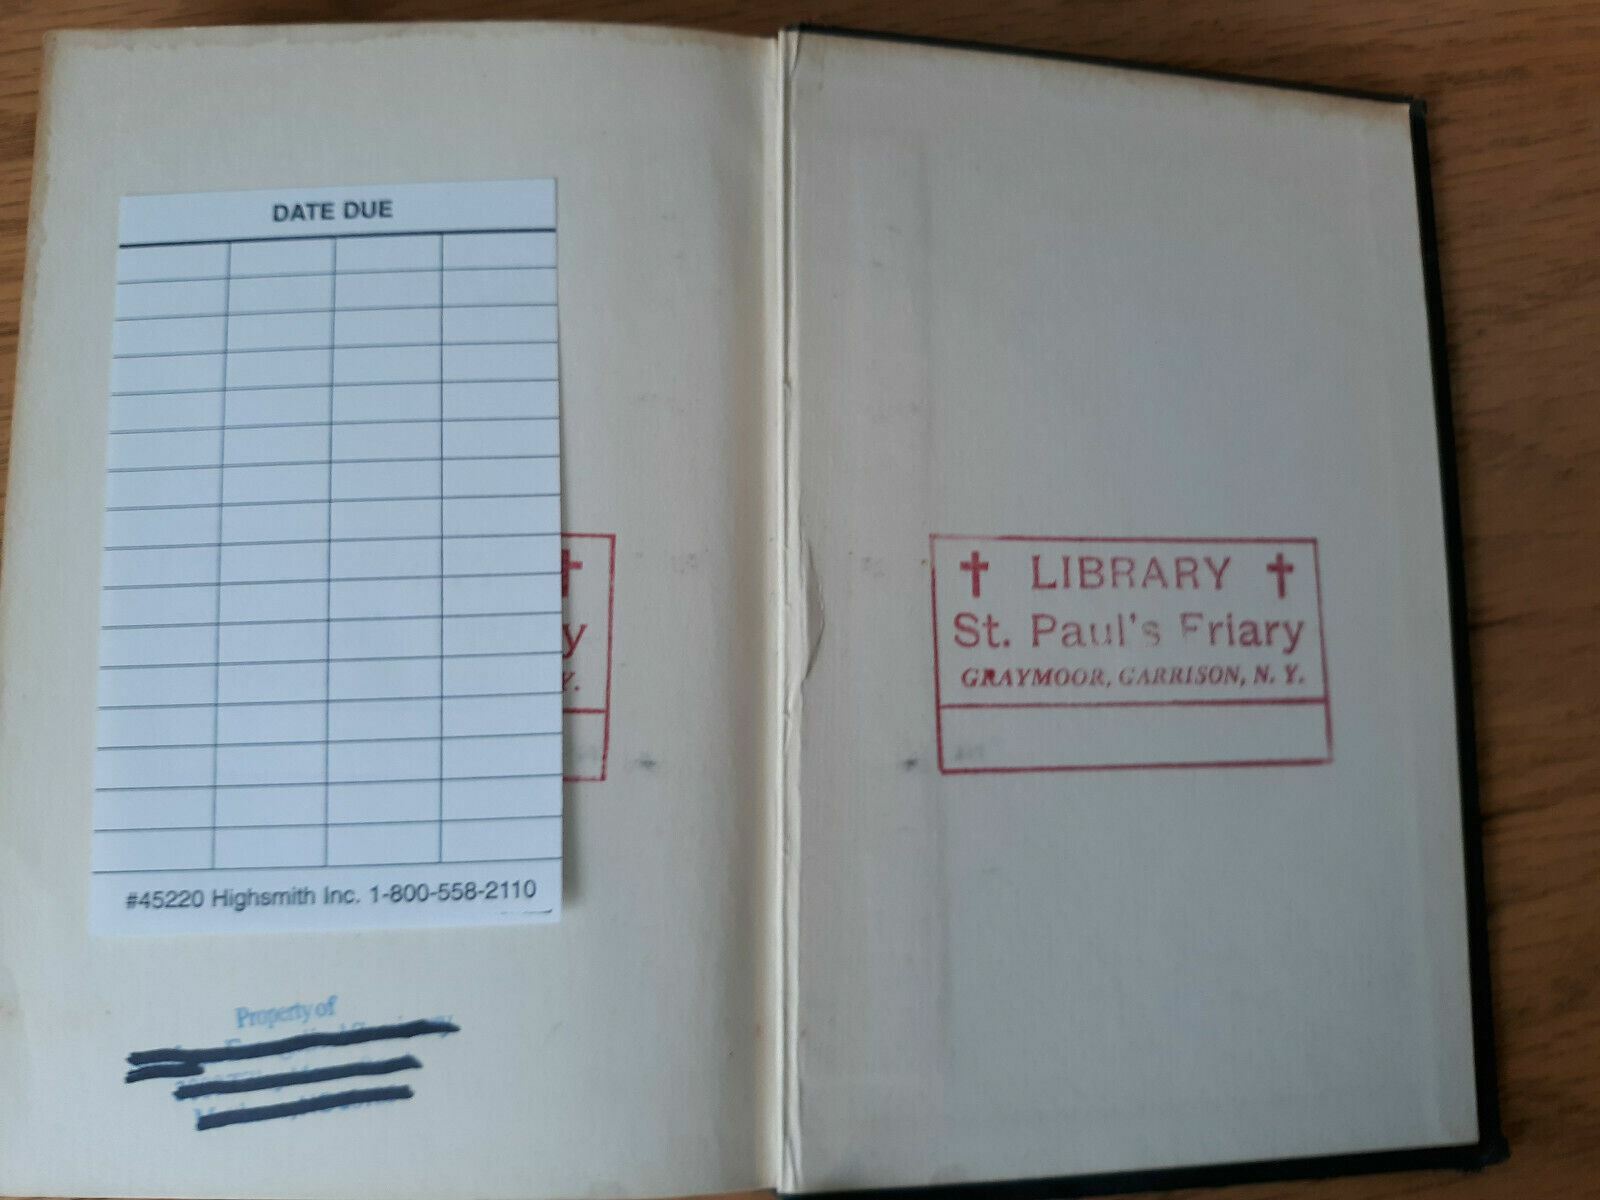 DATE DUE
#45220 Highsmith Inc. 1-800-558-2110
Property of
y
Y.
† LIBRARY †
St. Paul's Friary
GRAYMOOR, GARRISON, N. Y.